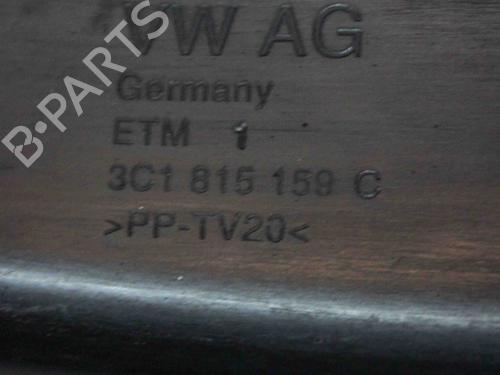 VW AG
Germany
ETM 1
3C1 815 159 C
>PP-TV20<
B-PARTS